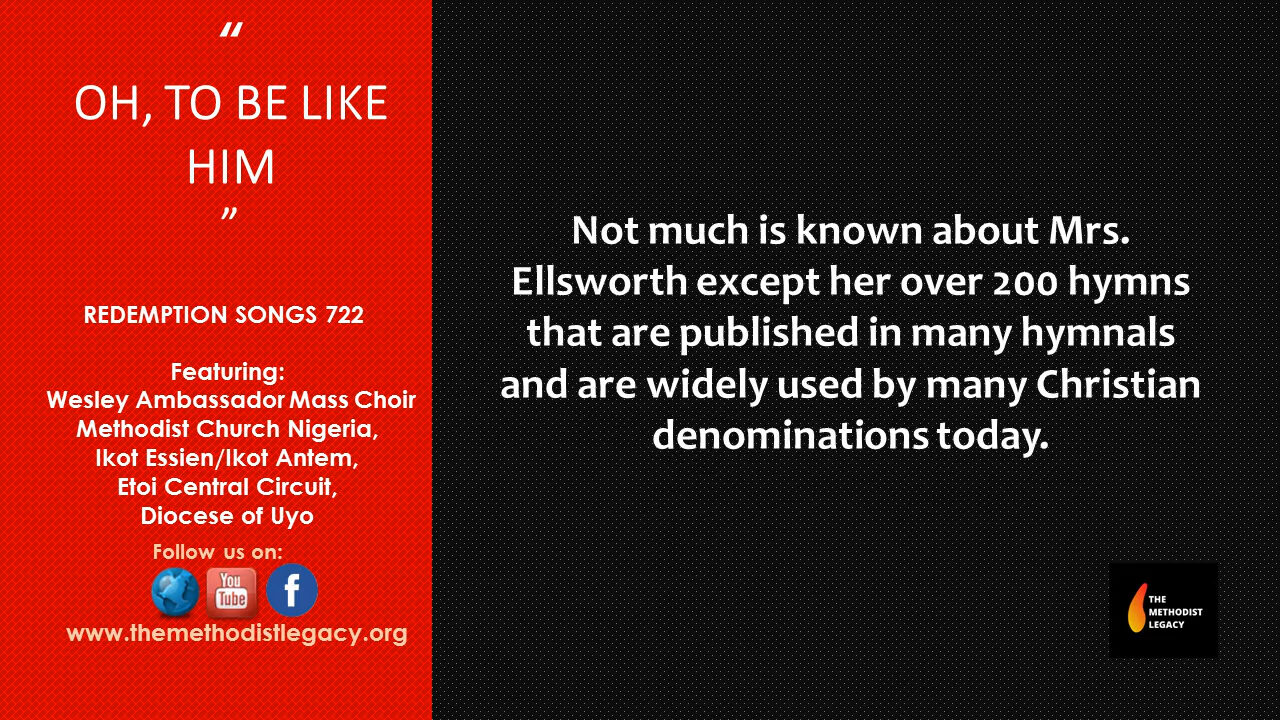 “
OH, TO BE LIKE
HIM
”
REDEMPTION SONGS 722
Featuring:
Wesley Ambassador Mass Choir
Methodist Church Nigeria,
Ikot Essien/Ikot Antem,
Etoi Central Circuit,
Diocese of Uyo
Follow us on:
You
Tube
f
www.themethodistlegacy.org
Not much is known about Mrs.
Ellsworth except her over 200 hymns
that are published in many hymnals
and are widely used by many Christian
denominations today.
THE
METHODIST
LEGACY